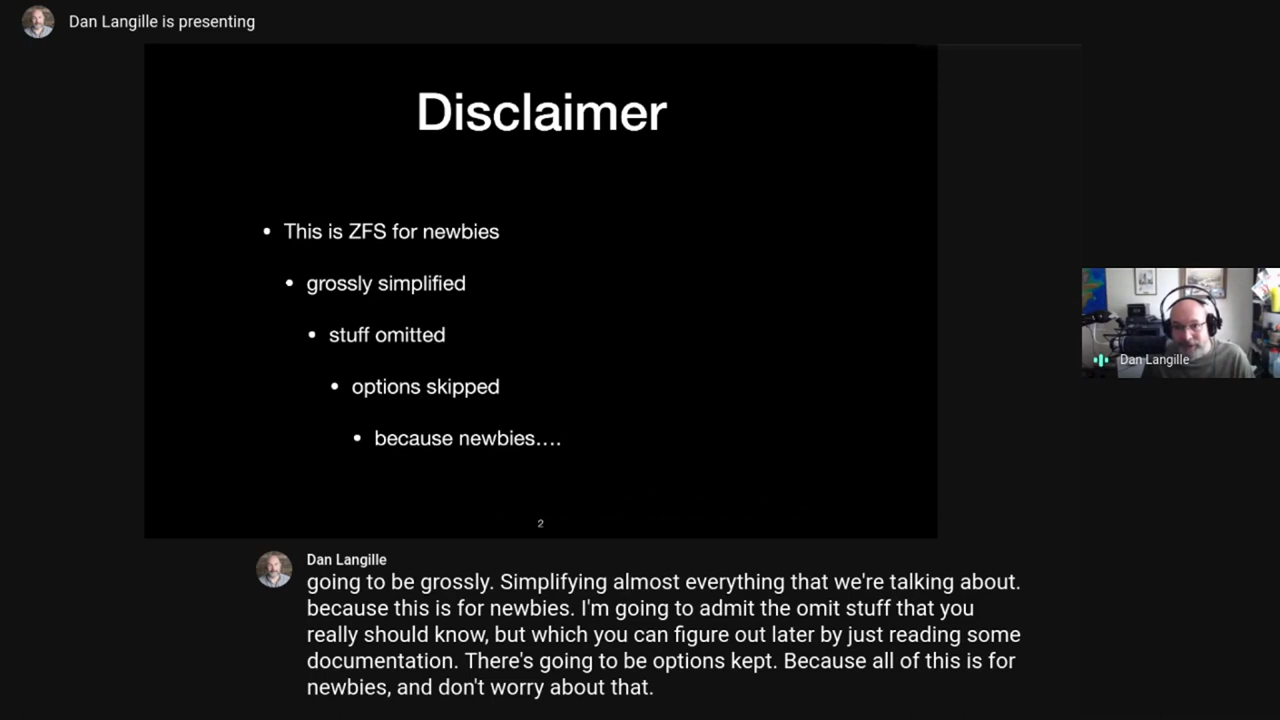 Dan Langille is presenting
Disclaimer
• This is ZFS for newbies
• grossly simplified
• stuff omitted
• options skipped
• because newbies....
2
Dan Langille
Dan Langille
going to be grossly. Simplifying almost everything that we're talking about.
because this is for newbies. I'm going to admit the omit stuff that you
really should know, but which you can figure out later by just reading some
documentation. There's going to be options kept. Because all of this is for
newbies, and don't worry about that.